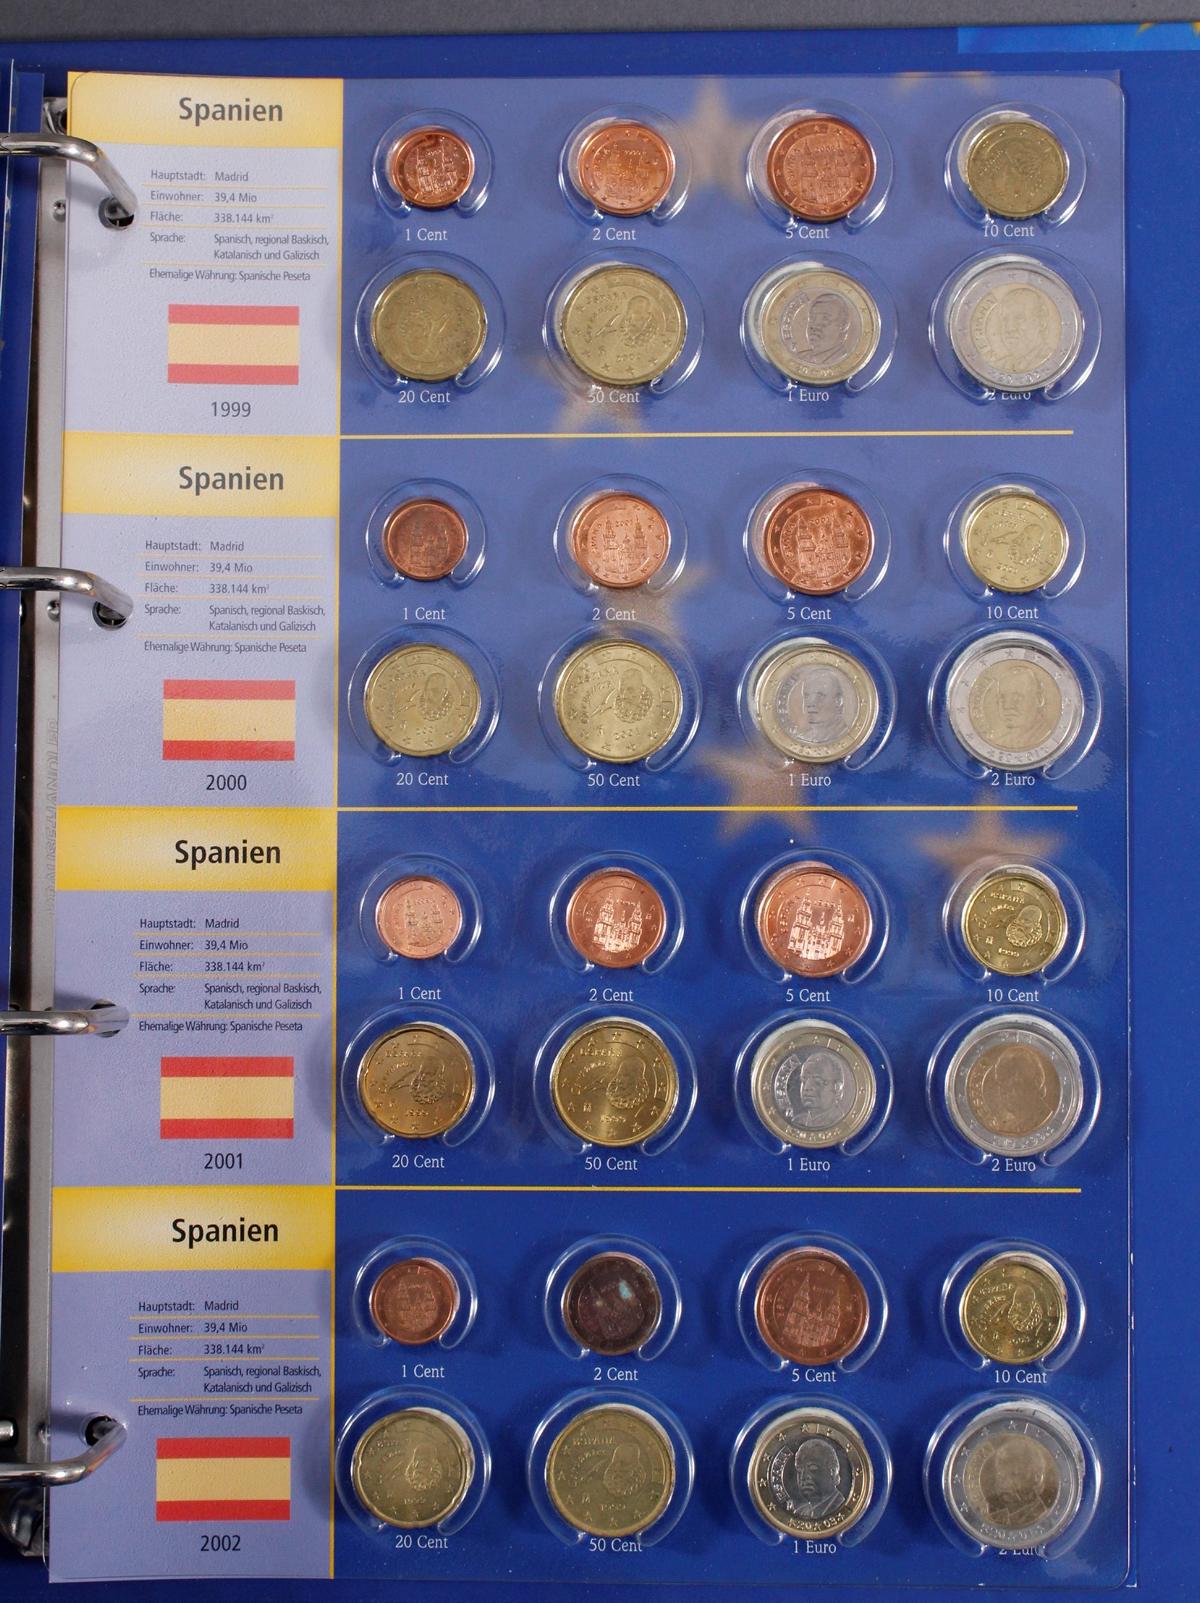 Spanien
Hauptstadt: Madrid
Einwohner: 39,4 Mio
Fläche: 338.144 km²
Sprache: Spanisch, regional Baskisch,
Katalanisch und Galizisch
Ehemalige Währung: Spanische Peseta
1999
1 Cent
2 Cent
5 Cent
10 Cent
20 Cent
50 Cent
1 Euro
2 Euro
Spanien
Hauptstadt: Madrid
Einwohner: 39,4 Mio
Fläche: 338.144 km²
Sprache: Spanisch, regional Baskisch,
Katalanisch und Galizisch
Ehemalige Währung: Spanische Peseta
2000
1 Cent
2 Cent
5 Cent
10 Cent
20 Cent
50 Cent
1 Euro
2 Euro
Spanien
Hauptstadt: Madrid
Einwohner: 39,4 Mio
Fläche: 338.144 km²
Sprache: Spanisch, regional Baskisch,
Katalanisch und Galizisch
Ehemalige Währung: Spanische Peseta
2001
1 Cent
2 Cent
5 Cent
10 Cent
20 Cent
50 Cent
1 Euro
2 Euro
Spanien
Hauptstadt: Madrid
Einwohner: 39,4 Mio
Fläche: 338.144 km²
Sprache: Spanisch, regional Baskisch,
Katalanisch und Galizisch
Ehemalige Währung: Spanische Peseta
2002
1 Cent
2 Cent
5 Cent
10 Cent
20 Cent
50 Cent
1 Euro
2 Euro